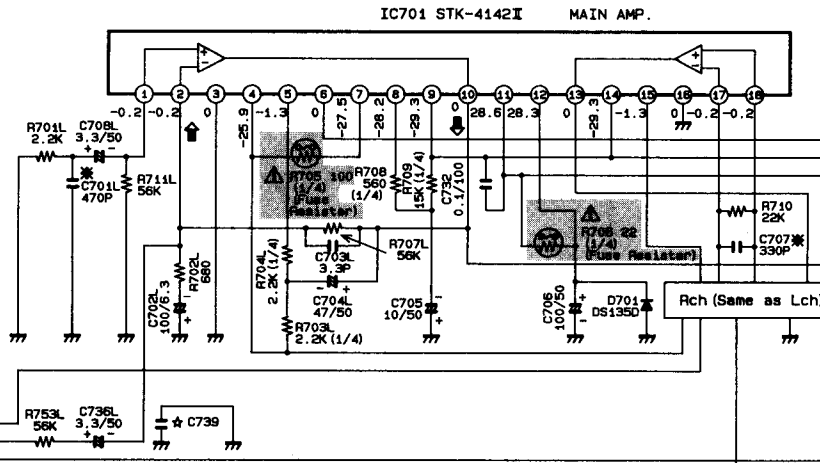 IC701 STK-4142Ⅱ MAIN AMP.
+ - + -
1 2 3 4 5 6 7 8 9 10 11 12 13 14 15 16 17 18
-0.2 -0.2 0 -25.9 -1.3 0 -27.5 -28.2 -29.3 0 28.6 28.3 0 -29.3 -1.3 0 -0.2 -0.2
R701L
2.2K
C708L
3.3/50
+ -
C701L
470P
R711L
56K
R705 100
(1/4)
(Fuse
Resistor)
R708
560
(1/4)
R709
15K(1/4)
C732
0.1/100
R706 22
(1/4)
(Fuse Resistor)
R710
22K
C707
330P
R702L
680
C702L
100/6.3
- +
R704L
2.2K(1/4)
C703L
3.3P
R707L
56K
- +
C704L
47/50
R703L
2.2K(1/4)
C705
10/50
- +
C706
100/50
+ -
D701
DS135D
Rch (Same as Lch)
R753L
56K
C736L
3.3/50
+ -
☆ C739